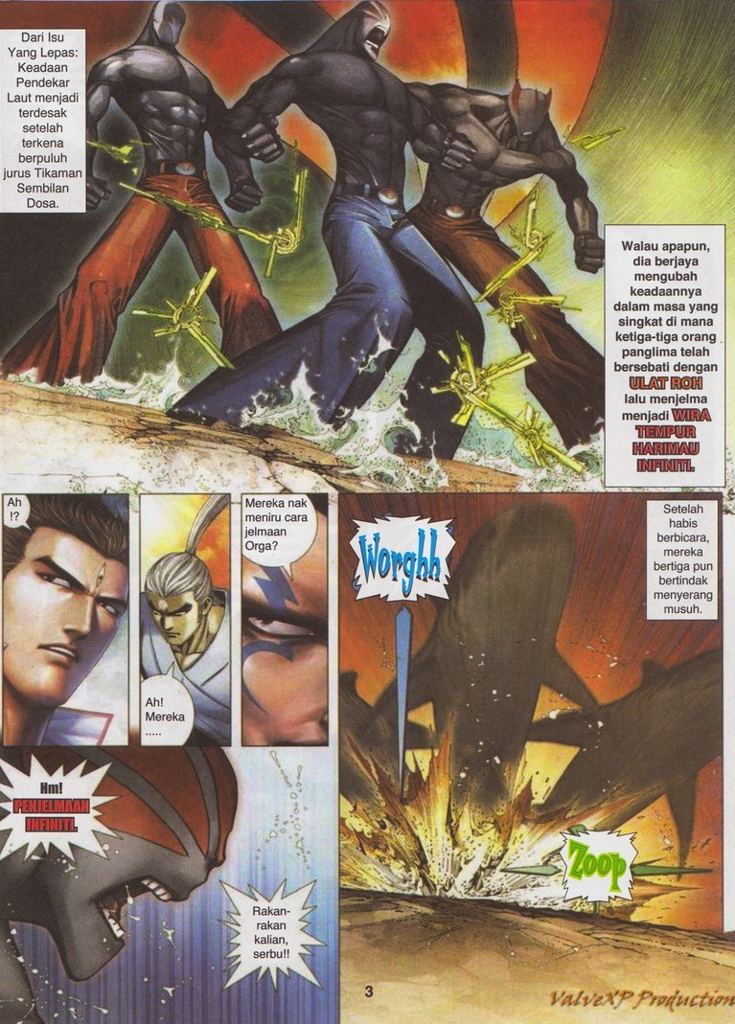 Dari Isu
Yang Lepas:
Keadaan
Pendekar
Laut menjadi
terdesak
setelah
terkena
berpuluh
jurus Tikaman
Sembilan
Dosa.
Walau apapun,
dia berjaya
mengubah
keadaannya
dalam masa yang
singkat di mana
ketiga-tiga orang
panglima telah
bersebati dengan
ULAT ROH
lalu menjelma
menjadi WIRA
TEMPUR
HARIMAU
INFINITI.
Ah
!?
Ah!
Mereka
.....
Mereka nak
meniru cara
jelmaan
Orga?
Worghh
Setelah
habis
berbicara,
mereka
bertiga pun
bertindak
menyerang
musuh.
Hm!
PENJELMAAN
INFINITI.
Rakan-
rakan
kalian,
serbu!!
Zoop
3
ValveXP Production